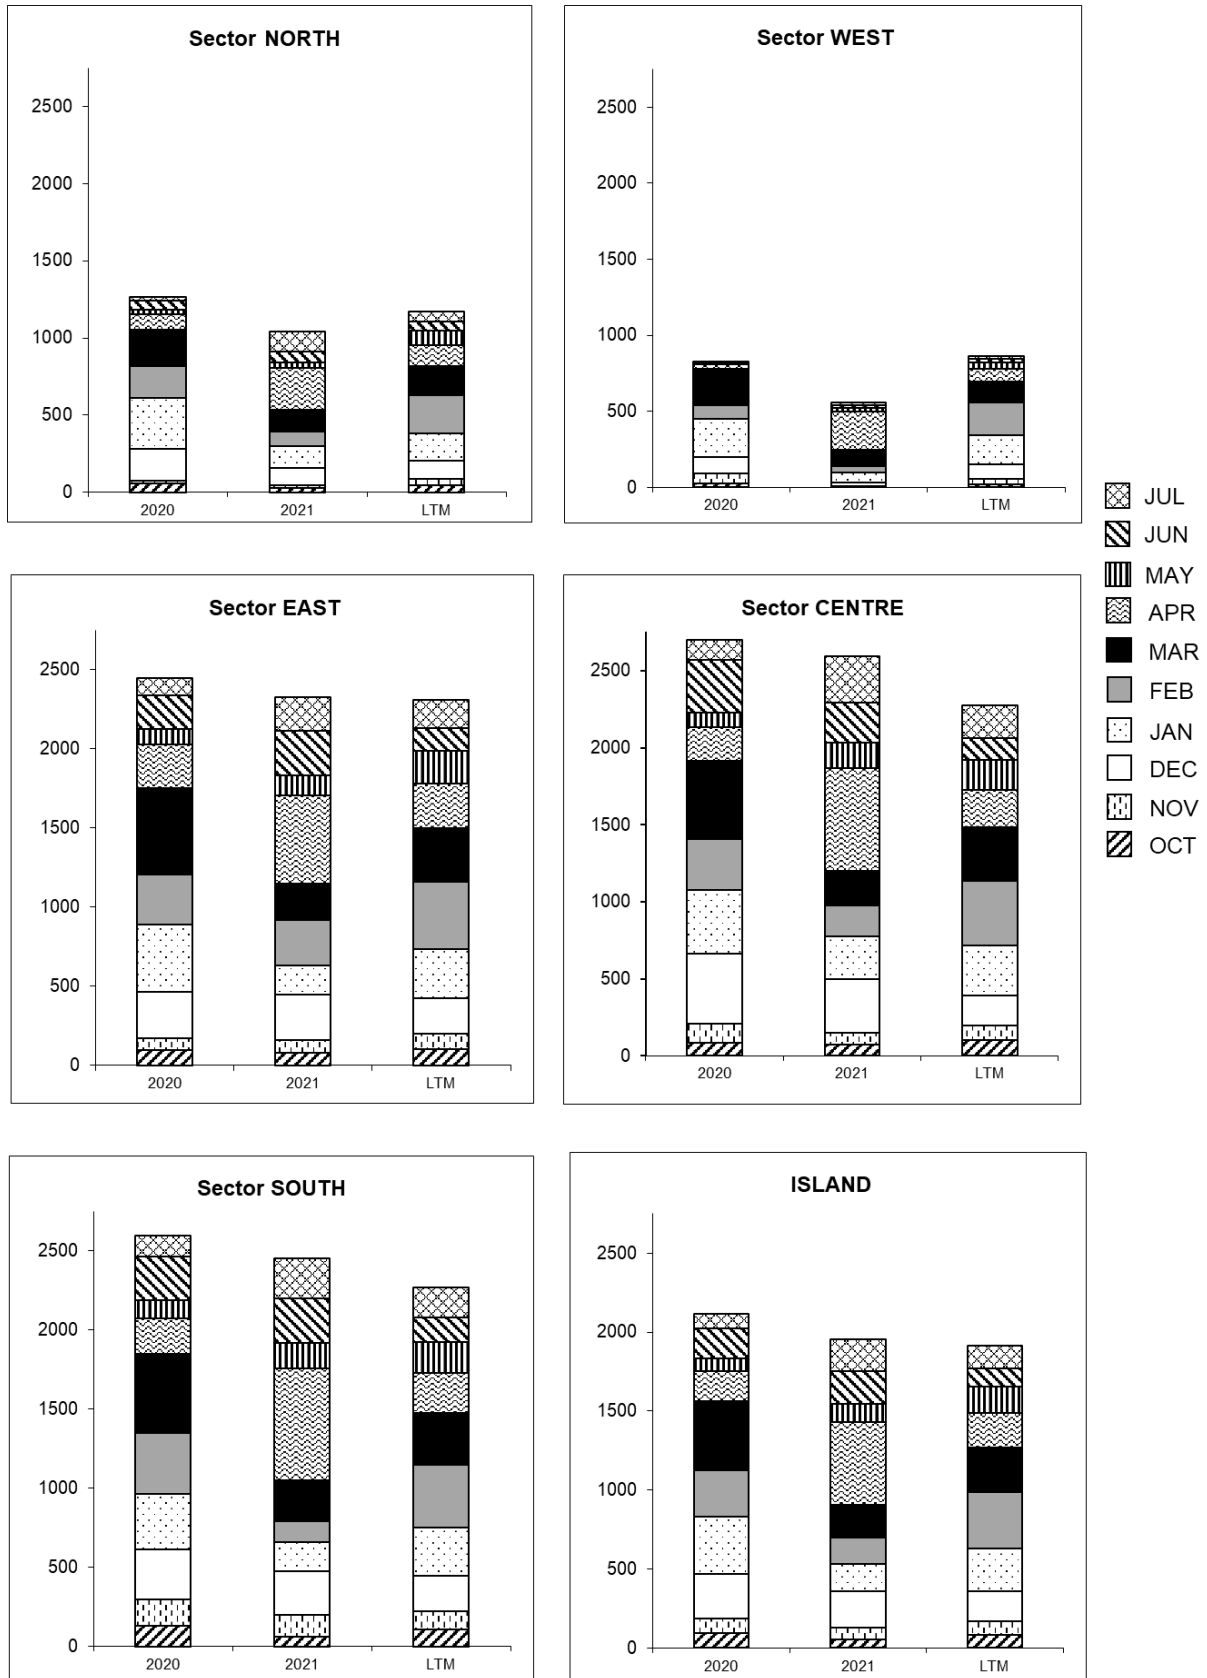 Sector NORTH
2500
2000
1500
1000
500
0
2020 2021 LTM
Sector WEST
2500
2000
1500
1000
500
0
2020 2021 LTM
JUL
JUN
MAY
APR
MAR
FEB
JAN
DEC
NOV
OCT
Sector EAST
2500
2000
1500
1000
500
0
2020 2021 LTM
Sector CENTRE
2500
2000
1500
1000
500
0
2020 2021 LTM
Sector SOUTH
2500
2000
1500
1000
500
0
2020 2021 LTM
ISLAND
2500
2000
1500
1000
500
0
2020 2021 LTM